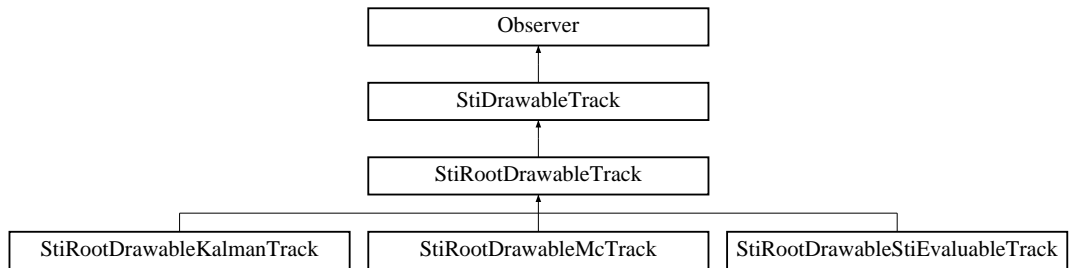 Observer
StiDrawableTrack
StiRootDrawableTrack
StiRootDrawableKalmanTrack
StiRootDrawableMcTrack
StiRootDrawableStiEvaluableTrack